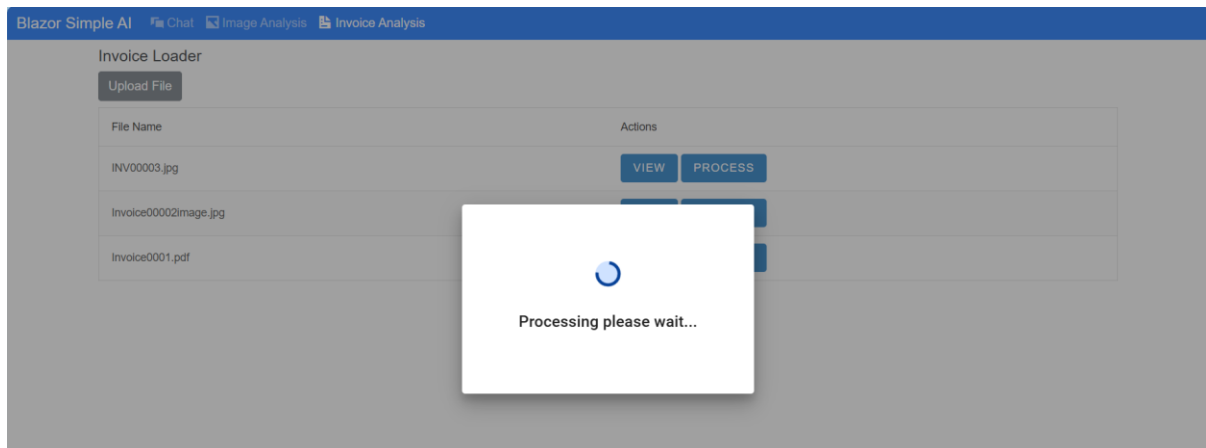 Blazor Simple AI Chat Image Analysis Invoice Analysis
Invoice Loader
Upload File
File Name Actions
INV00003.jpg VIEW PROCESS
Invoice00002image.jpg
Invoice0001.pdf
Processing please wait...